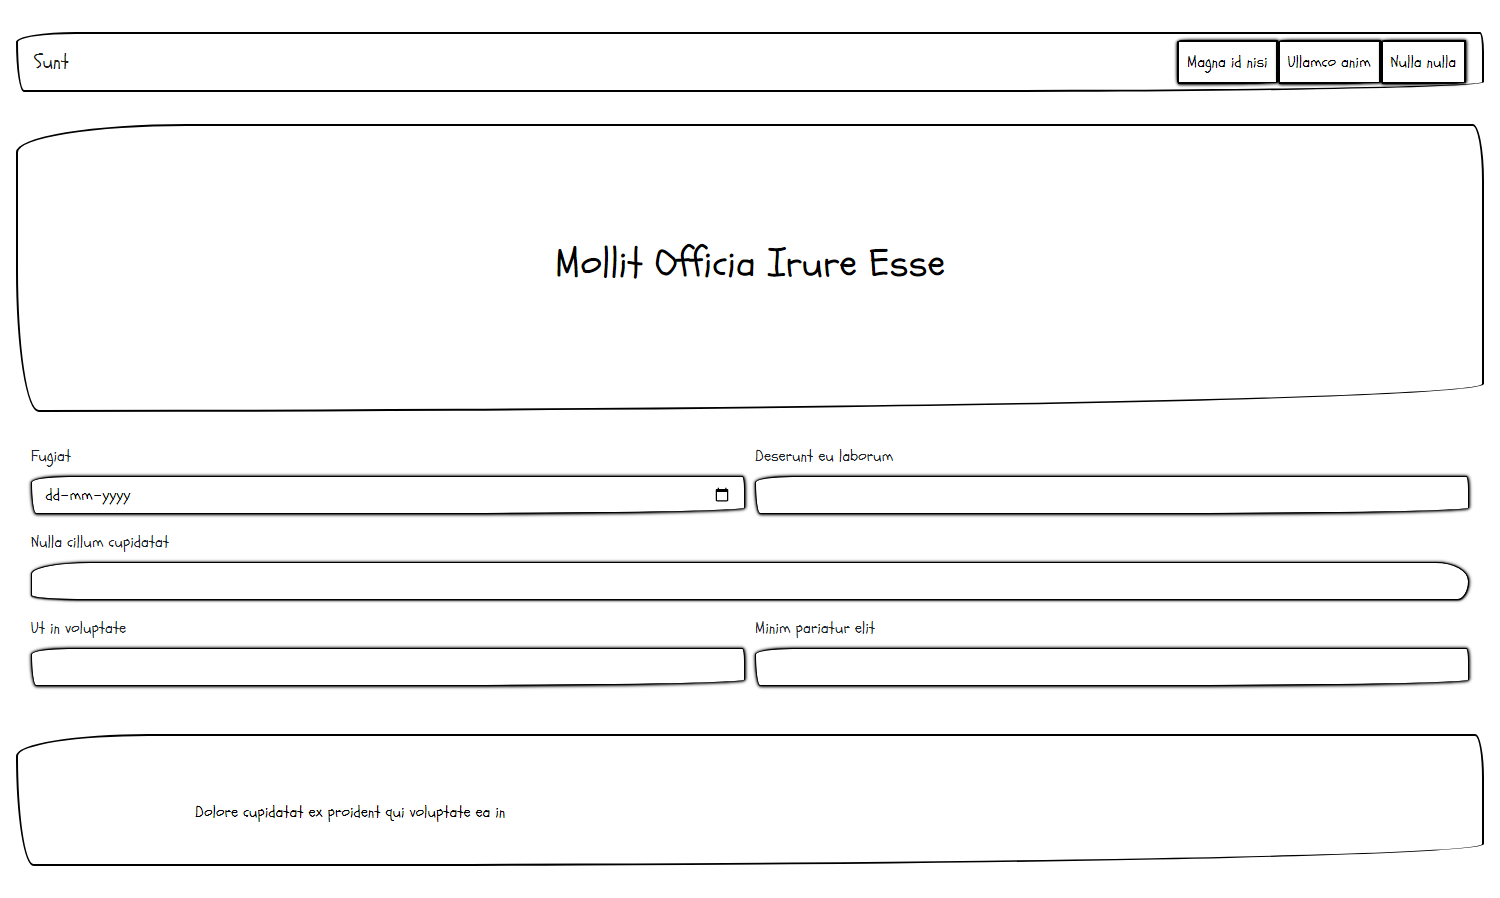 Sunt
Magna id nisi
Ullamco anim
Nulla nulla
Mollit Officia Irure Esse
Fugiat
Deserunt eu laborum
dd-mm-yyyy
Nulla cillum cupidatat
Ut in voluptate
Minim pariatur elit
Dolore cupidatat ex proident qui voluptate ea in